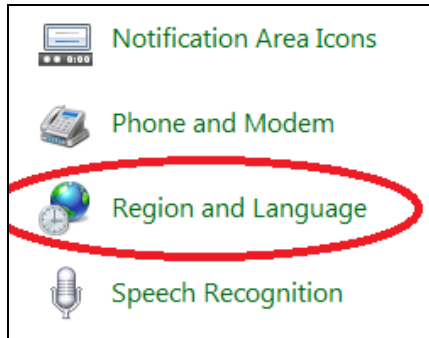 Notification Area Icons
Phone and Modem
Region and Language
Speech Recognition